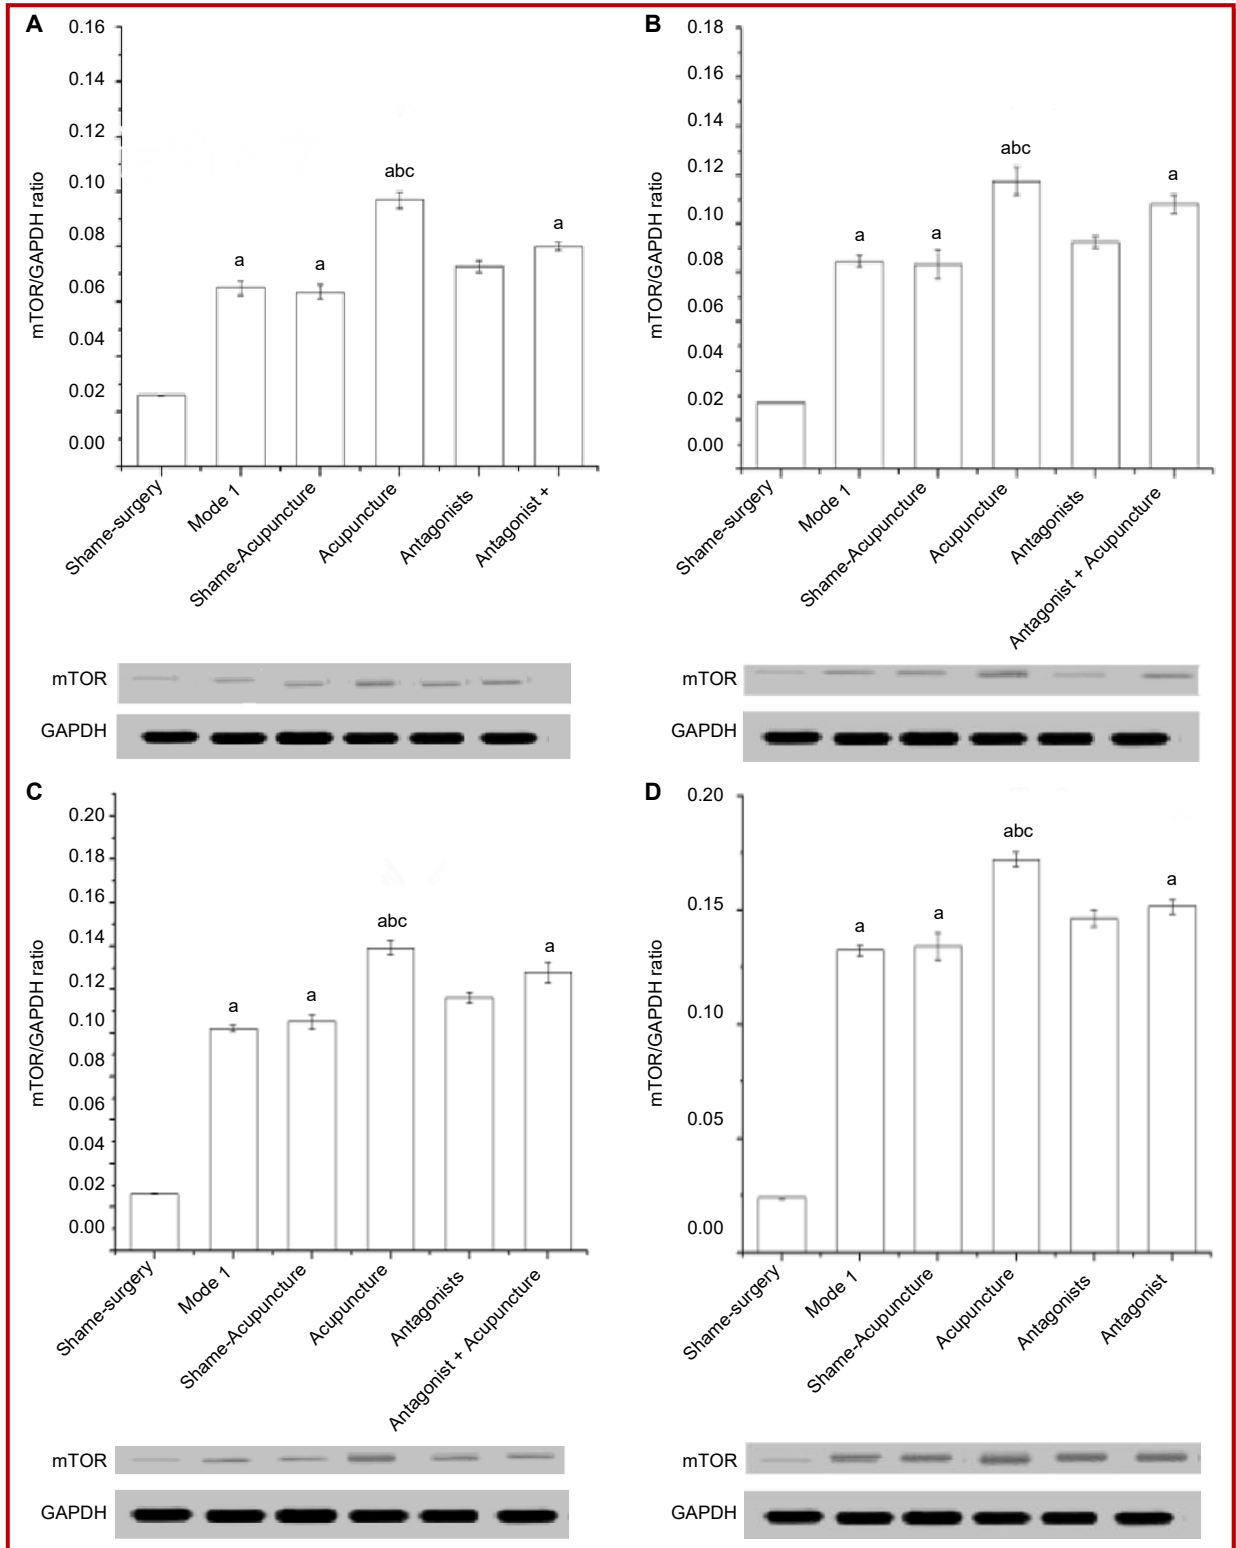 A
mTOR/GAPDH ratio
0.16
0.14
0.12
0.10
0.08
0.06
0.04
0.02
0.00
a
a
abc
a
Shame-surgery
Mode 1
Shame-Acupuncture
Acupuncture
Antagonists
Antagonist +
mTOR
GAPDH
B
mTOR/GAPDH ratio
0.18
0.16
0.14
0.12
0.10
0.08
0.06
0.04
0.02
0.00
a
a
abc
a
Shame-surgery
Mode 1
Shame-Acupuncture
Acupuncture
Antagonists
Antagonist + Acupuncture
mTOR
GAPDH
C
mTOR/GAPDH ratio
0.20
0.18
0.16
0.14
0.12
0.10
0.08
0.06
0.04
0.02
0.00
a
a
abc
a
Shame-surgery
Mode 1
Shame-Acupuncture
Acupuncture
Antagonists
Antagonist + Acupuncture
mTOR
GAPDH
D
mTOR/GAPDH ratio
0.20
0.15
0.10
0.05
0.00
a
a
abc
a
Shame-surgery
Mode 1
Shame-Acupuncture
Acupuncture
Antagonists
Antagonist
mTOR
GAPDH